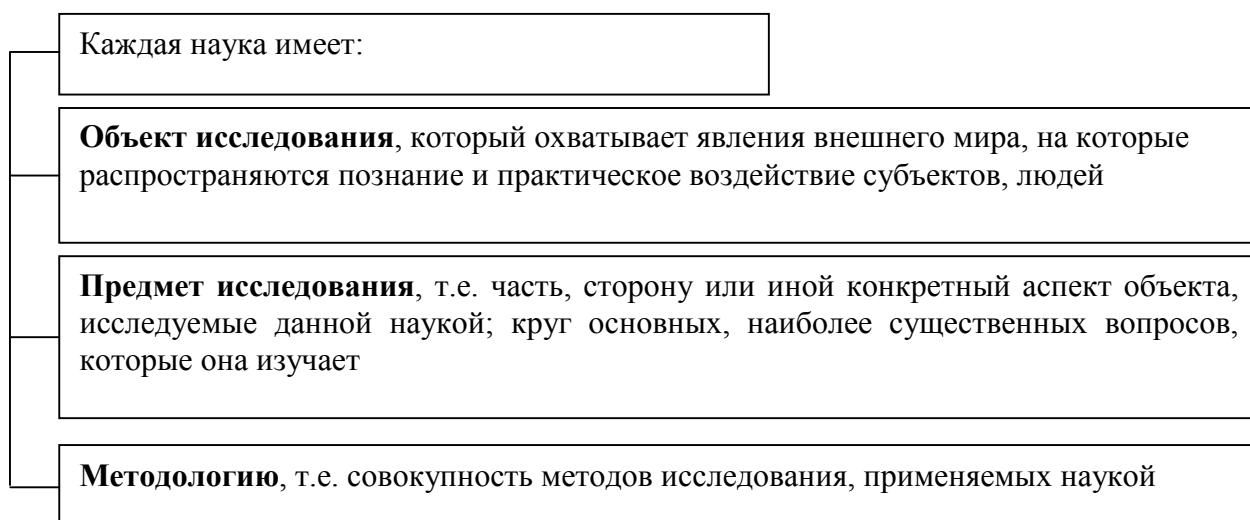 Каждая наука имеет:
Объект исследования, который охватывает явления внешнего мира, на которые
распространяются познание и практическое воздействие субъектов, людей
Предмет исследования, т.е. часть, сторону или иной конкретный аспект объекта,
исследуемые данной наукой; круг основных, наиболее существенных вопросов,
которые она изучает
Методологию, т.е. совокупность методов исследования, применяемых наукой